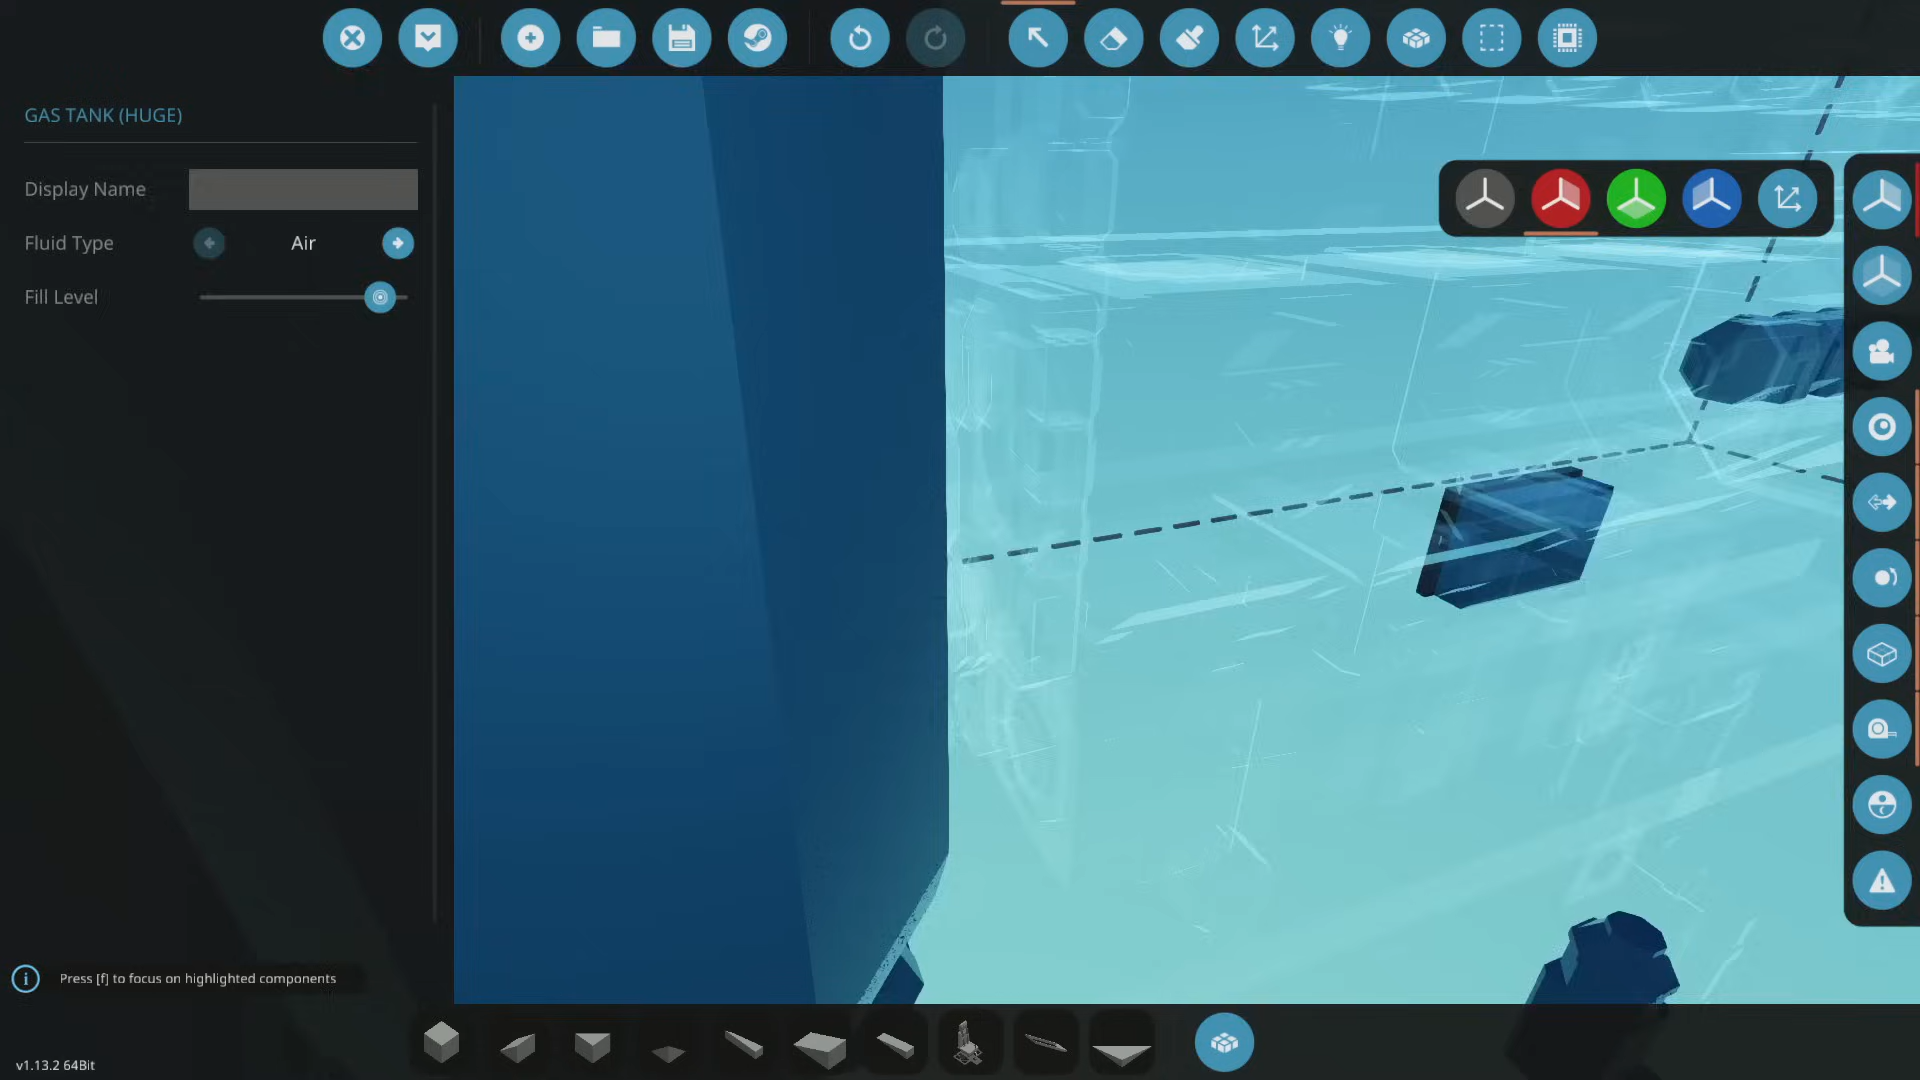 GAS TANK (HUGE)
Display Name
Fluid Type
Air
Fill Level
Press [f] to focus on highlighted components
v1.13.2 64Bit